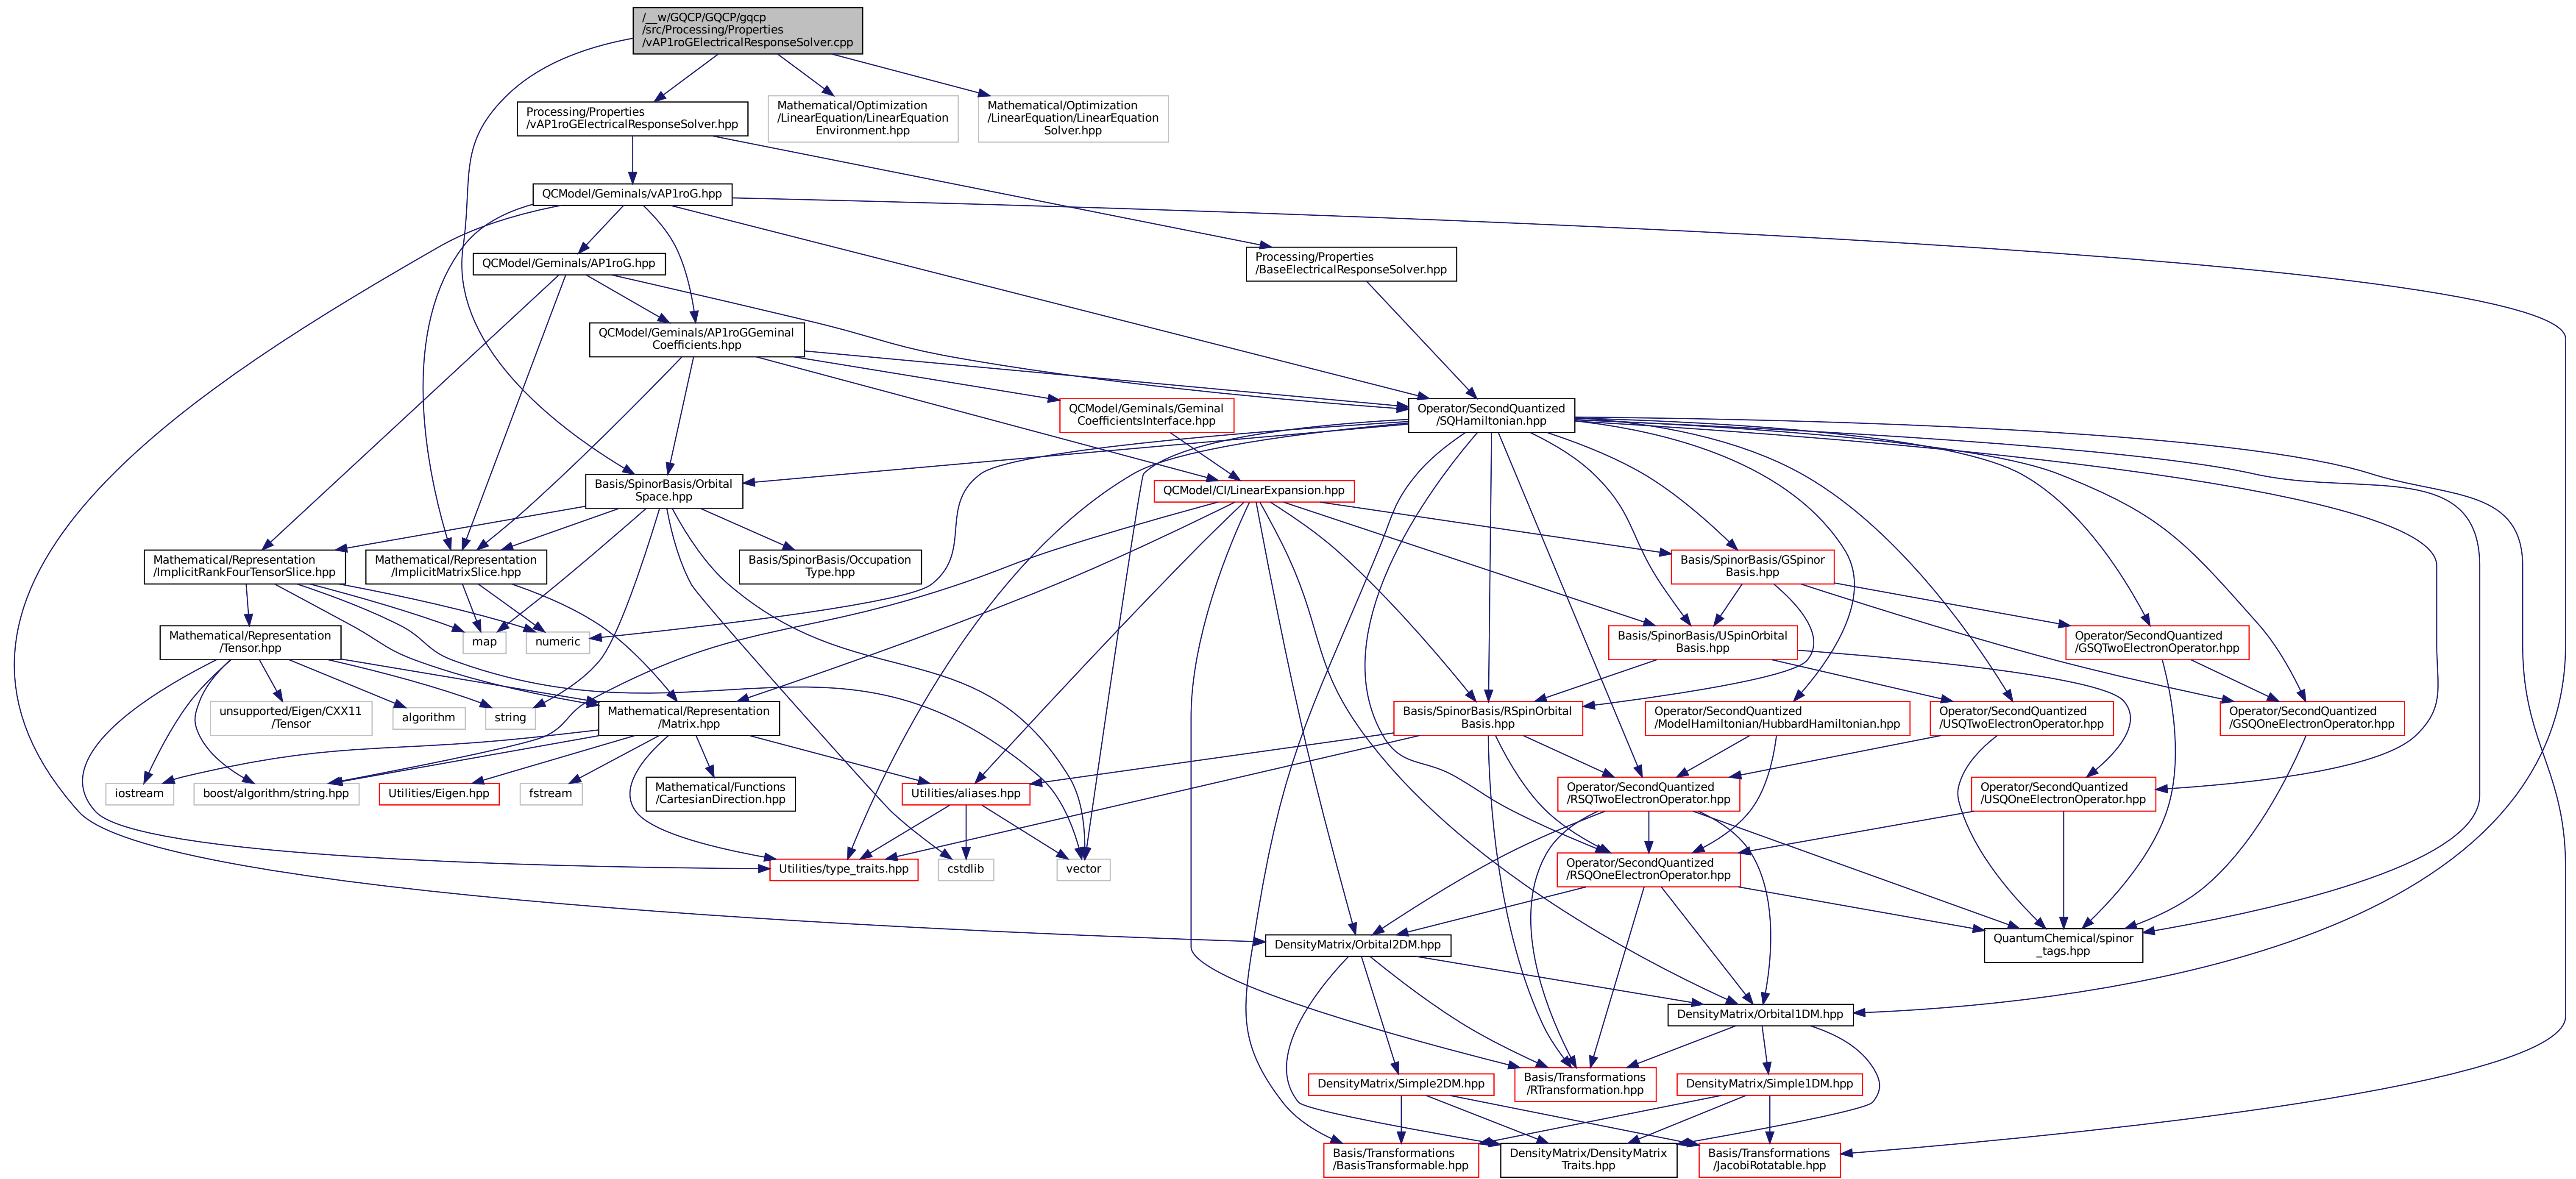 /__w/GQCP/GQCP/gqcp
/src/Processing/Properties
/vAP1roGElectricalResponseSolver.cpp
Processing/Properties
/vAP1roGElectricalResponseSolver.hpp
Mathematical/Optimization
/LinearEquation/LinearEquation
Environment.hpp
Mathematical/Optimization
/LinearEquation/LinearEquation
Solver.hpp
QCModel/Geminals/vAP1roG.hpp
QCModel/Geminals/AP1roG.hpp
Processing/Properties
/BaseElectricalResponseSolver.hpp
QCModel/Geminals/AP1roGGeminal
Coefficients.hpp
QCModel/Geminals/Geminal
CoefficientsInterface.hpp
Operator/SecondQuantized
/SQHamiltonian.hpp
Basis/SpinorBasis/Orbital
Space.hpp
QCModel/CI/LinearExpansion.hpp
Mathematical/Representation
/ImplicitRankFourTensorSlice.hpp
Mathematical/Representation
/ImplicitMatrixSlice.hpp
Basis/SpinorBasis/Occupation
Type.hpp
Basis/SpinorBasis/GSpinor
Basis.hpp
Mathematical/Representation
/Tensor.hpp
map
numeric
Basis/SpinorBasis/USpinOrbital
Basis.hpp
Operator/SecondQuantized
/GSQTwoElectronOperator.hpp
unsupported/Eigen/CXX11
/Tensor
algorithm
string
Mathematical/Representation
/Matrix.hpp
Basis/SpinorBasis/RSpinOrbital
Basis.hpp
Operator/SecondQuantized
/ModelHamiltonian/HubbardHamiltonian.hpp
Operator/SecondQuantized
/USQTwoElectronOperator.hpp
Operator/SecondQuantized
/GSQOneElectronOperator.hpp
iostream
boost/algorithm/string.hpp
Utilities/Eigen.hpp
fstream
Mathematical/Functions
/CartesianDirection.hpp
Utilities/aliases.hpp
Operator/SecondQuantized
/RSQTwoElectronOperator.hpp
Operator/SecondQuantized
/USQOneElectronOperator.hpp
Utilities/type_traits.hpp
cstdlib
vector
Operator/SecondQuantized
/RSQOneElectronOperator.hpp
DensityMatrix/Orbital2DM.hpp
QuantumChemical/spinor
_tags.hpp
DensityMatrix/Orbital1DM.hpp
DensityMatrix/Simple2DM.hpp
Basis/Transformations
/RTransformation.hpp
DensityMatrix/Simple1DM.hpp
Basis/Transformations
/BasisTransformable.hpp
DensityMatrix/DensityMatrix
Traits.hpp
Basis/Transformations
/JacobiRotatable.hpp